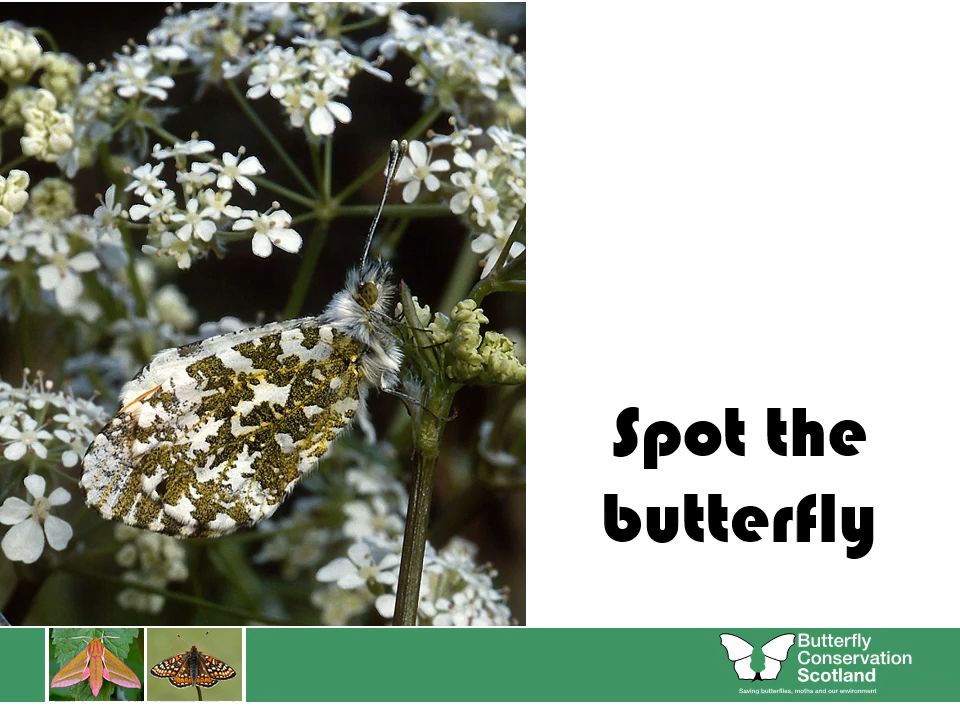 Spot the
butterfly
Butterfly
Conservation
Scotland
Saving butterflies, moths and our environment